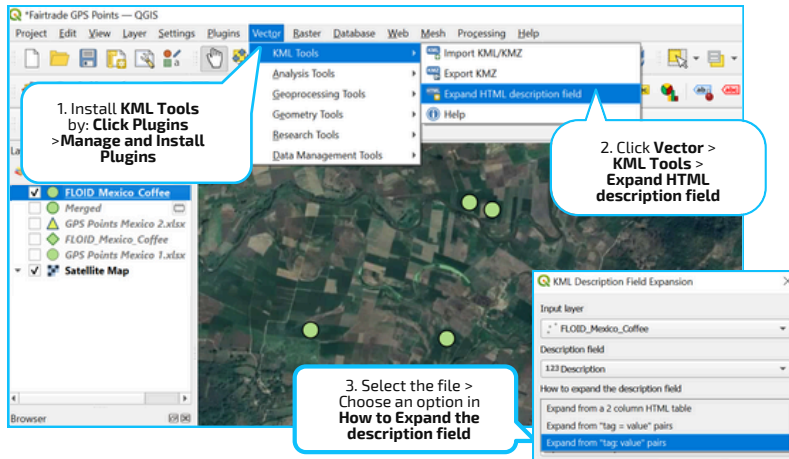 *Fairtrade GPS Points — QGIS
Project Edit View Layer Settings Plugins Vector Raster Database Web Mesh Processing Help
KML Tools
Analysis Tools
Geoprocessing Tools
Geometry Tools
Research Tools
Data Management Tools
Import KML/KMZ
Export KMZ
Expand HTML description field
Help
1. Install KML Tools
by: Click Plugins
>Manage and Install
Plugins
2. Click Vector >
KML Tools >
Expand HTML
description field
La
FLOID_Mexico_Coffee
Merged
GPS Points Mexico 2.xlsx
FLOID_Mexico_Coffee
GPS Points Mexico 1.xlsx
Satellite Map
Browser
3. Select the file >
Choose an option in
How to Expand the
description field
KML Description Field Expansion
Input layer
FLOID_Mexico_Coffee
Description field
123 Description
How to expand the description field
Expand from a 2 column HTML table
Expand from "tag = value" pairs
Expand from "tag: value" pairs